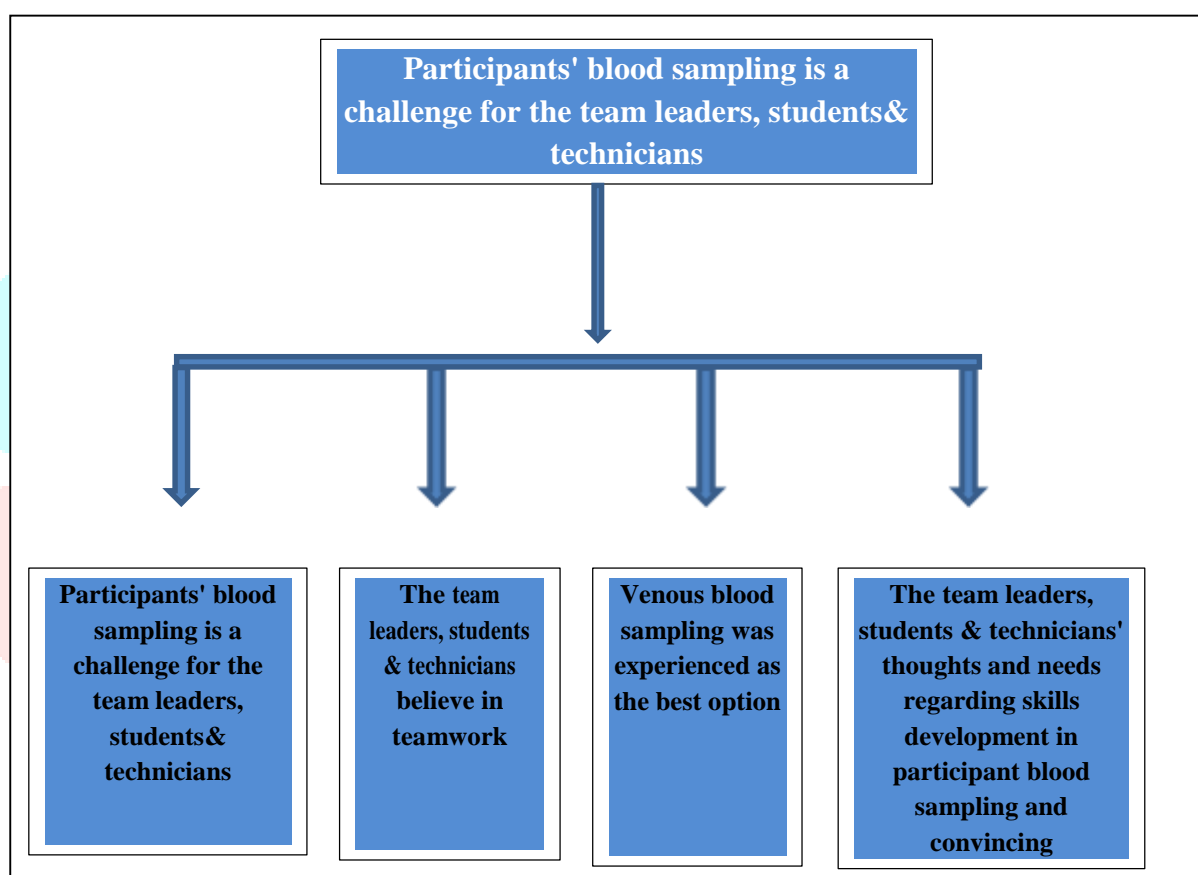 Participants' blood sampling is a
challenge for the team leaders, students&
technicians
Participants' blood
sampling is a
challenge for the
team leaders,
students&
technicians
The team
leaders, students
& technicians
believe in
teamwork
Venous blood
sampling was
experienced as
the best option
The team leaders,
students & technicians'
thoughts and needs
regarding skills
development in
participant blood
sampling and
convincing